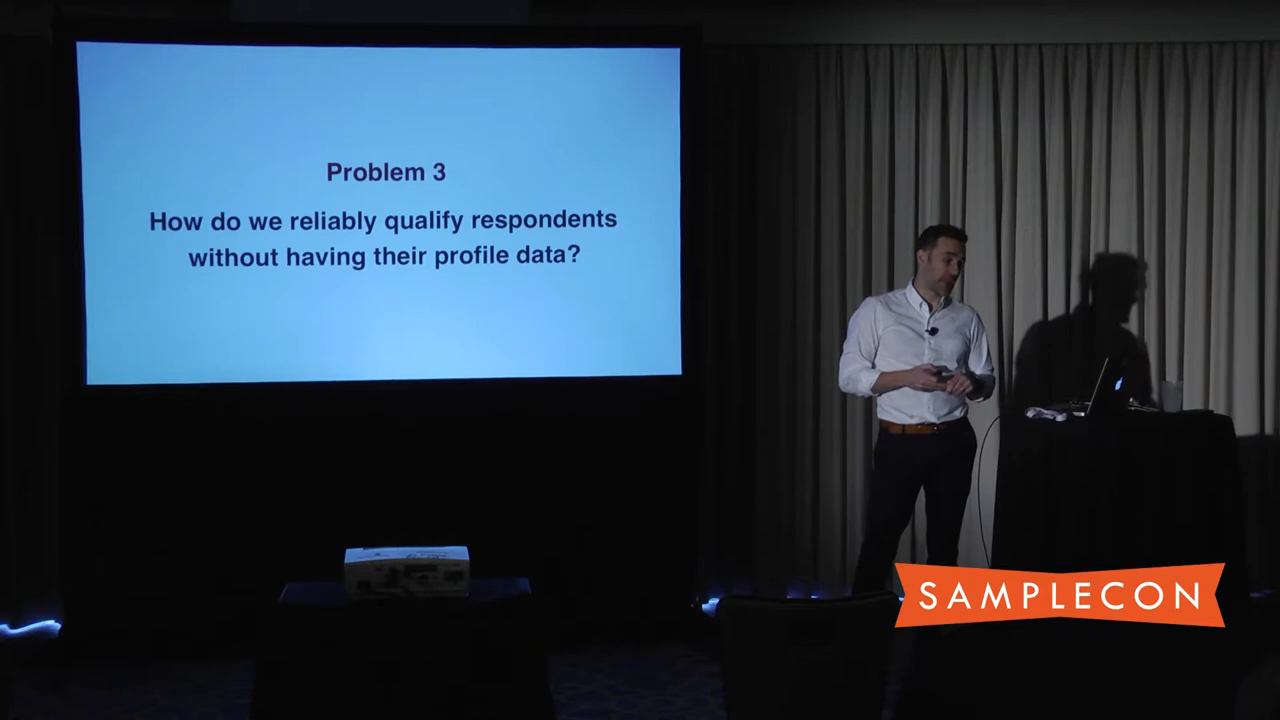 Problem 3
How do we reliably qualify respondents
without having their profile data?
SAMPLECON